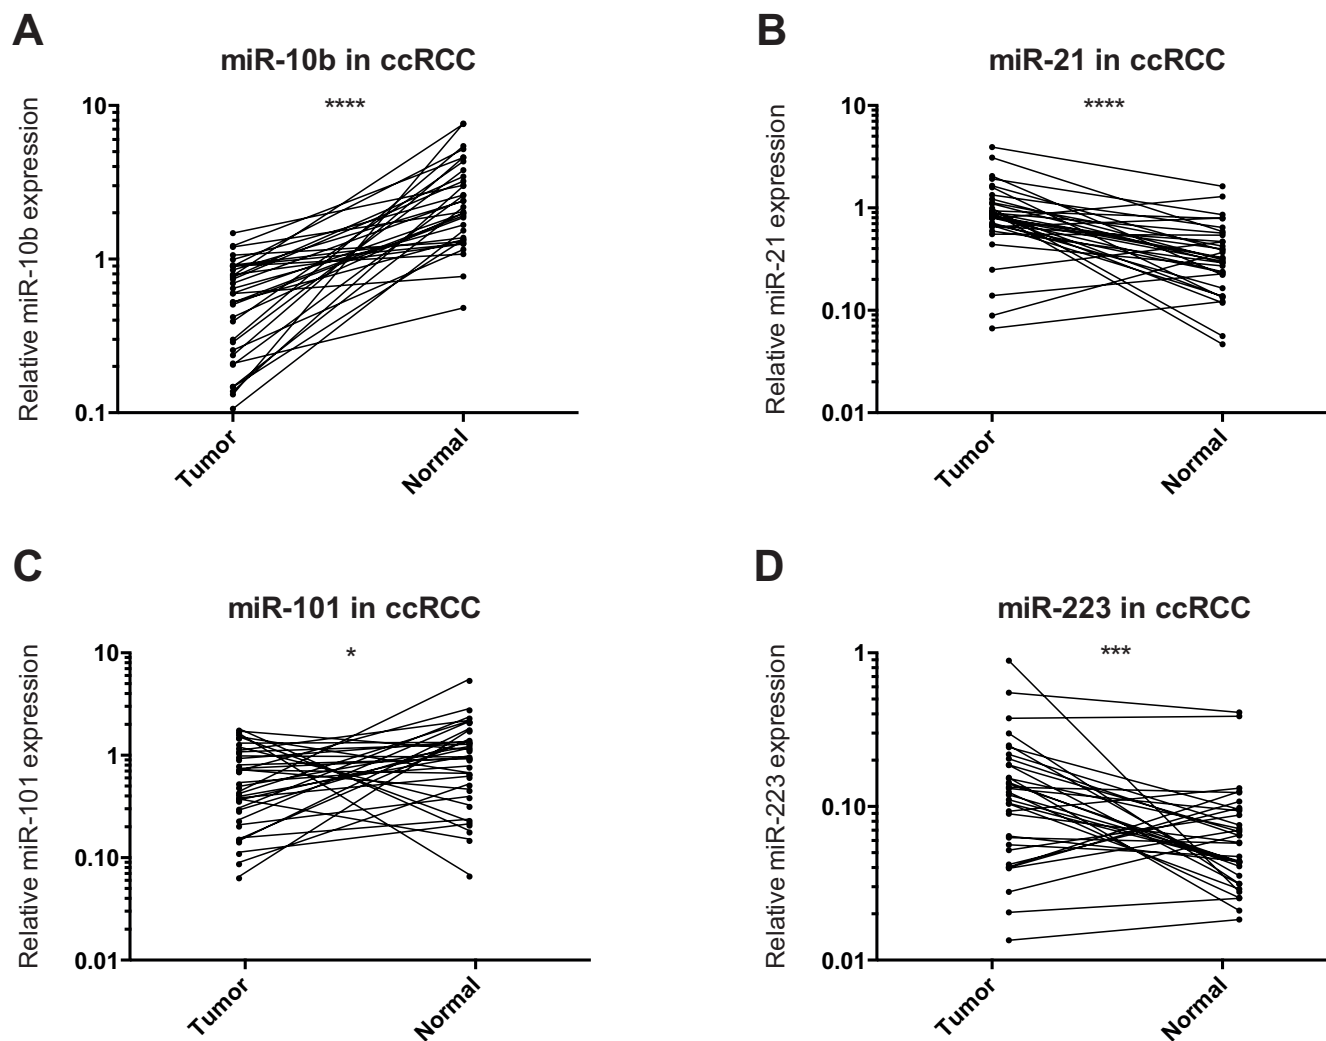 A
miR-10b in ccRCC
****
Relative miR-10b expression
10
1
0.1
Tumor
Normal
B
miR-21 in ccRCC
****
Relative miR-21 expression
10
1
0.10
0.01
Tumor
Normal
C
miR-101 in ccRCC
*
Relative miR-101 expression
10
1
0.10
0.01
Tumor
Normal
D
miR-223 in ccRCC
***
Relative miR-223 expression
1
0.10
0.01
Tumor
Normal